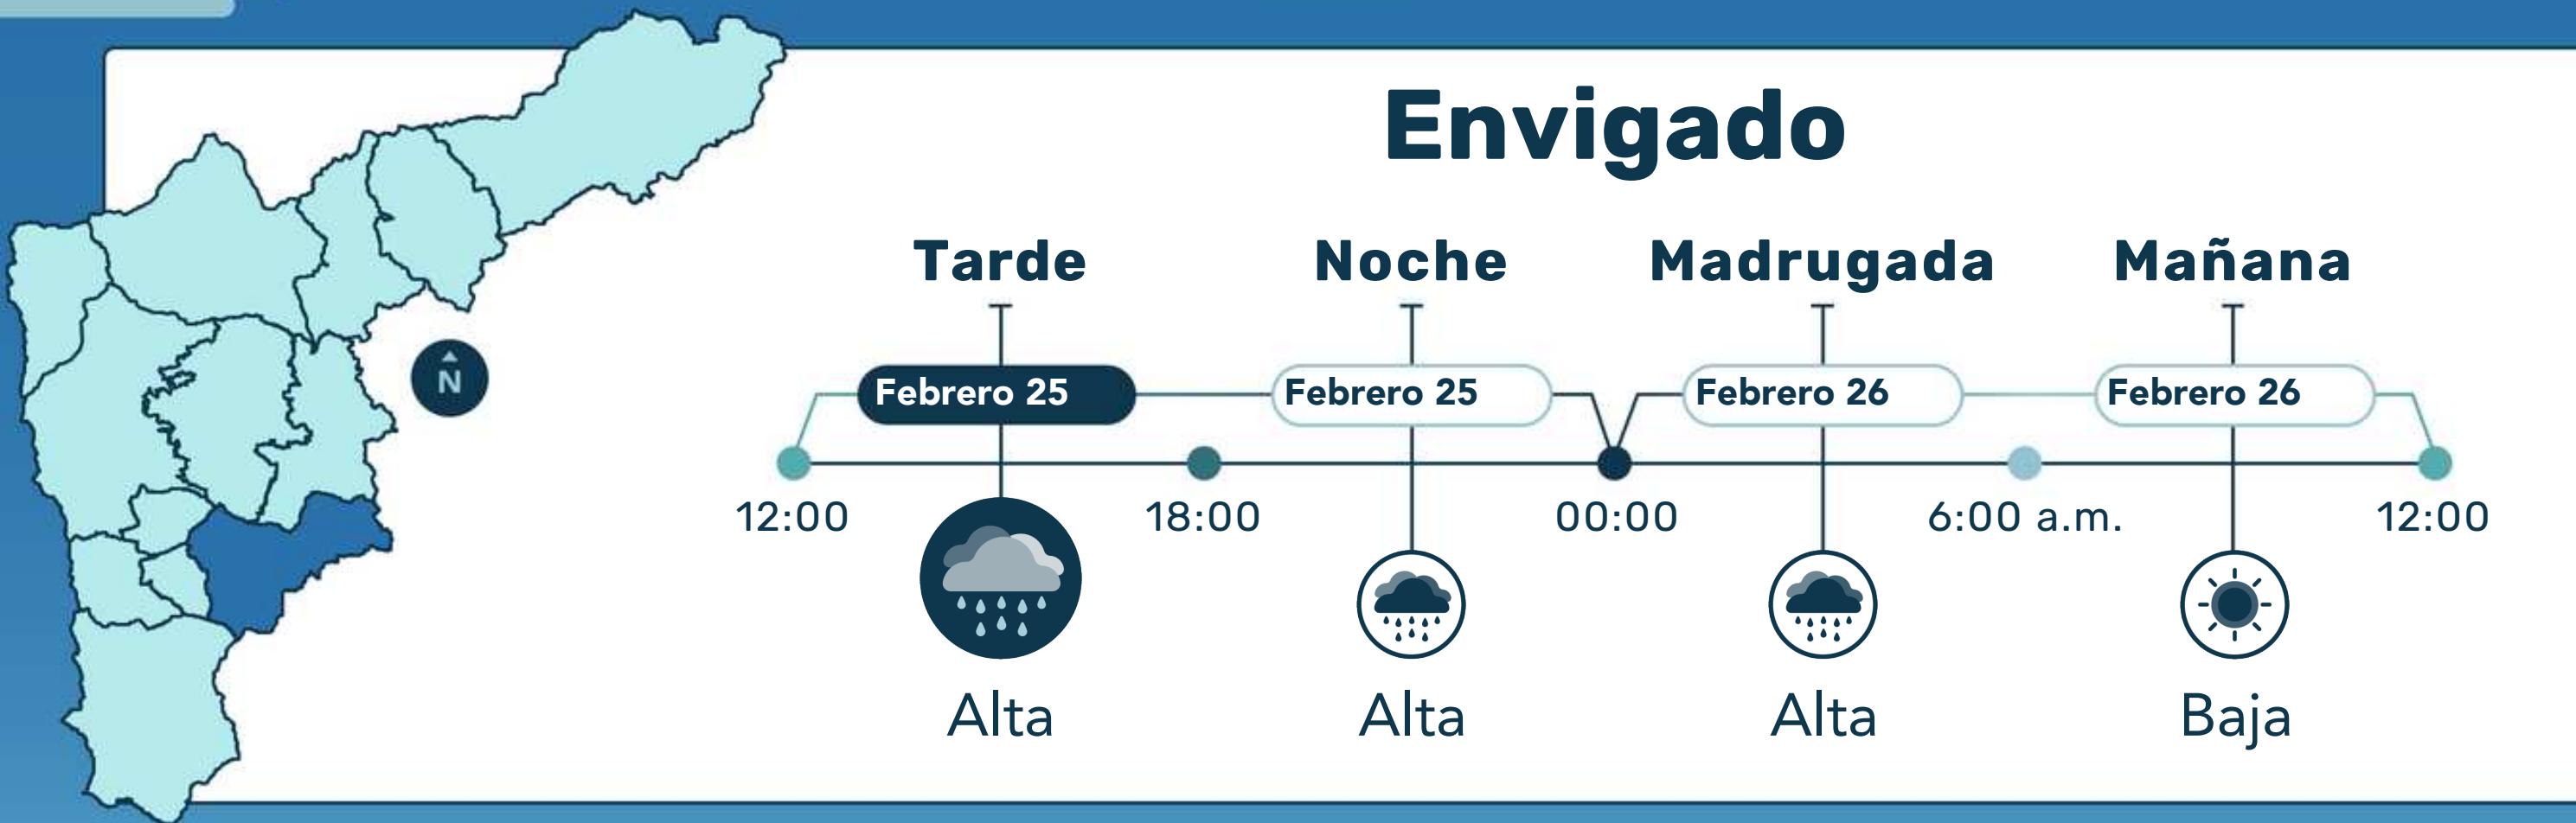 Envigado
Tarde Noche Madrugada Mañana
Febrero 25 Febrero 25 Febrero 26 Febrero 26
N
12:00 18:00 00:00 6:00 a.m. 12:00
Alta Alta Alta Baja